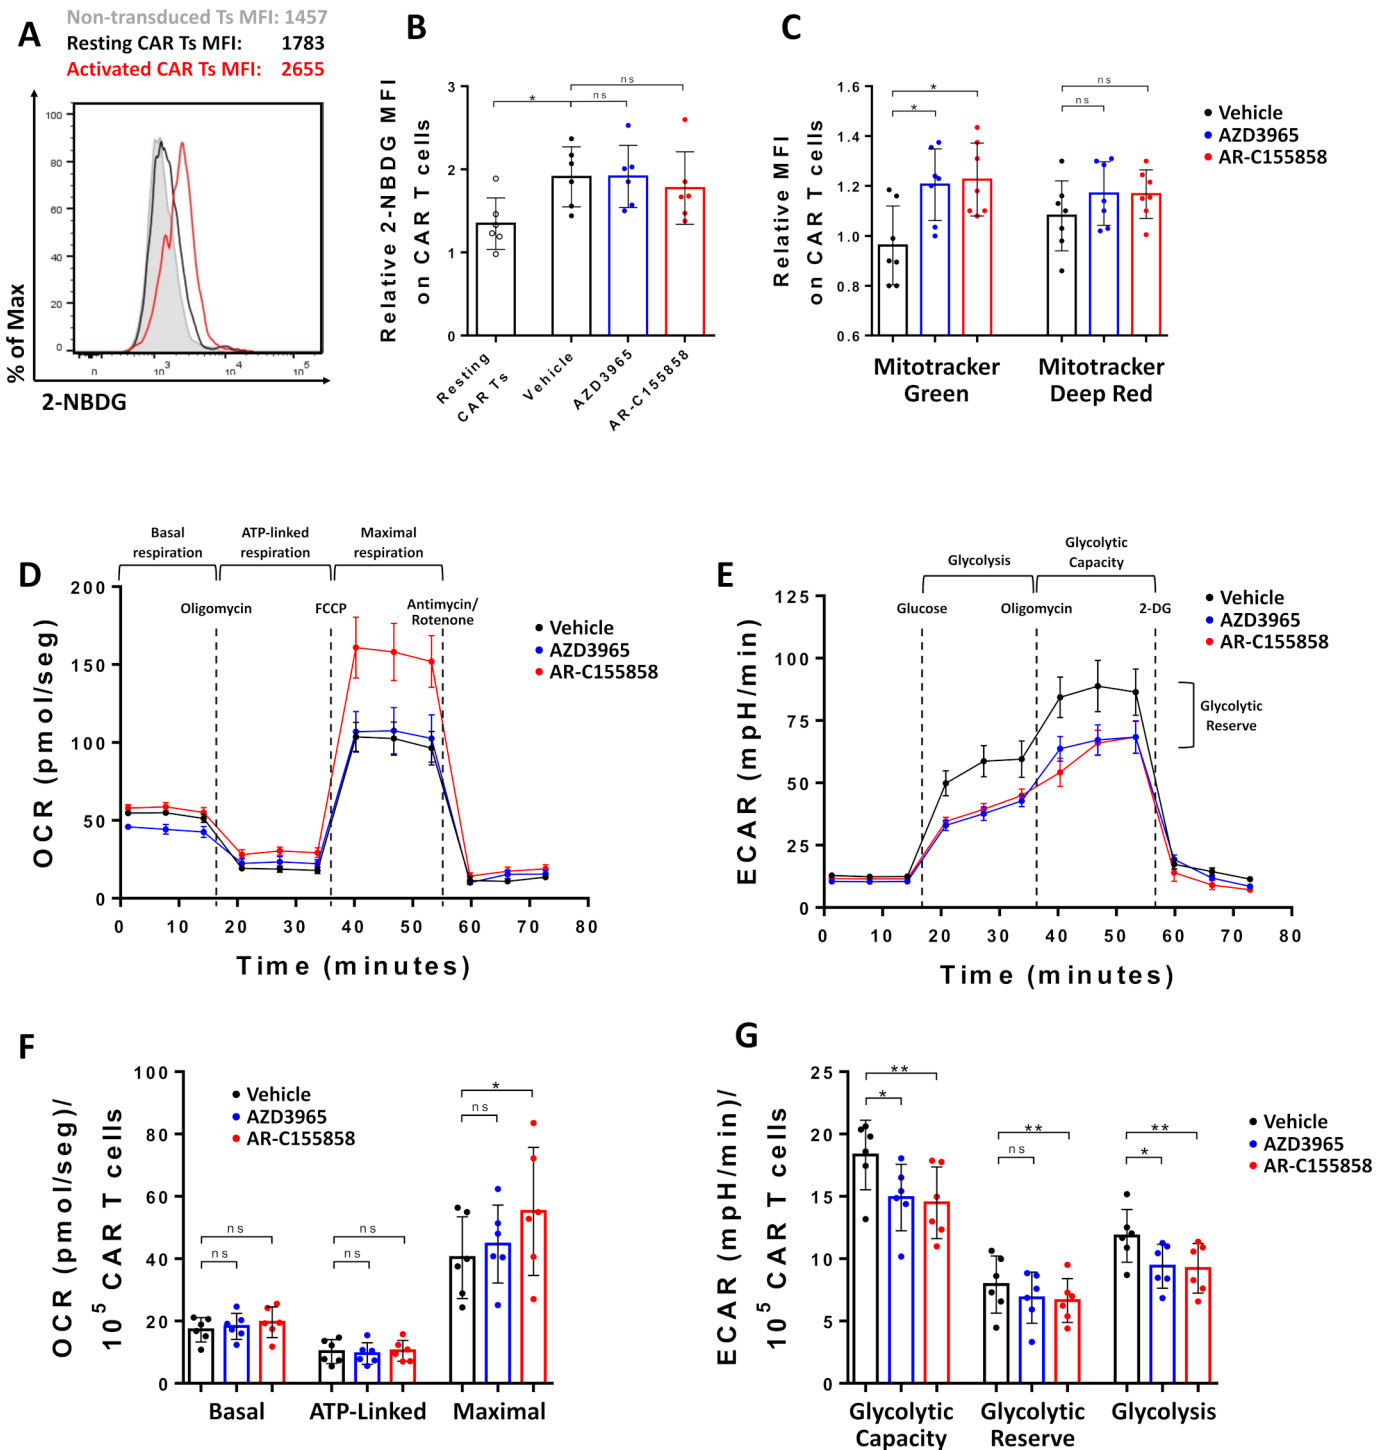 A
Non-transduced Ts MFI: 1457
Resting CAR Ts MFI: 1783
Activated CAR Ts MFI: 2655
% of Max
100
80
60
40
20
0
0
10^3
10^4
10^5
2-NBDG
B
Relative 2-NBDG MFI
on CAR T cells
3
2
1
0
*
ns
ns
Resting
CAR Ts
Vehicle
AZD3965
AR-C155858
C
Relative MFI
on CAR T cells
1.6
1.4
1.2
1.0
0.8
0.6
*
*
ns
ns
Mitotracker
Green
Mitotracker
Deep Red
Vehicle
AZD3965
AR-C155858
D
Basal
respiration
ATP-linked
respiration
Maximal
respiration
Oligomycin
FCCP
Antimycin/
Rotenone
OCR (pmol/seg)
200
150
100
50
0
0
10
20
30
40
50
60
70
80
Time (minutes)
Vehicle
AZD3965
AR-C155858
E
Glycolysis
Glycolytic
Capacity
Glucose
Oligomycin
2-DG
ECAR (mpH/min)
125
100
75
50
25
0
0
10
20
30
40
50
60
70
80
Time (minutes)
Vehicle
AZD3965
AR-C155858
Glycolytic
Reserve
F
OCR (pmol/seg)/
10^5 CAR T cells
100
80
60
40
20
0
Vehicle
AZD3965
AR-C155858
ns
ns
ns
ns
*
ns
Basal
ATP-Linked
Maximal
G
ECAR (mpH/min)/
10^5 CAR T cells
25
20
15
10
5
0
**
*
**
ns
**
*
Glycolytic
Capacity
Glycolytic
Reserve
Glycolysis
Vehicle
AZD3965
AR-C155858